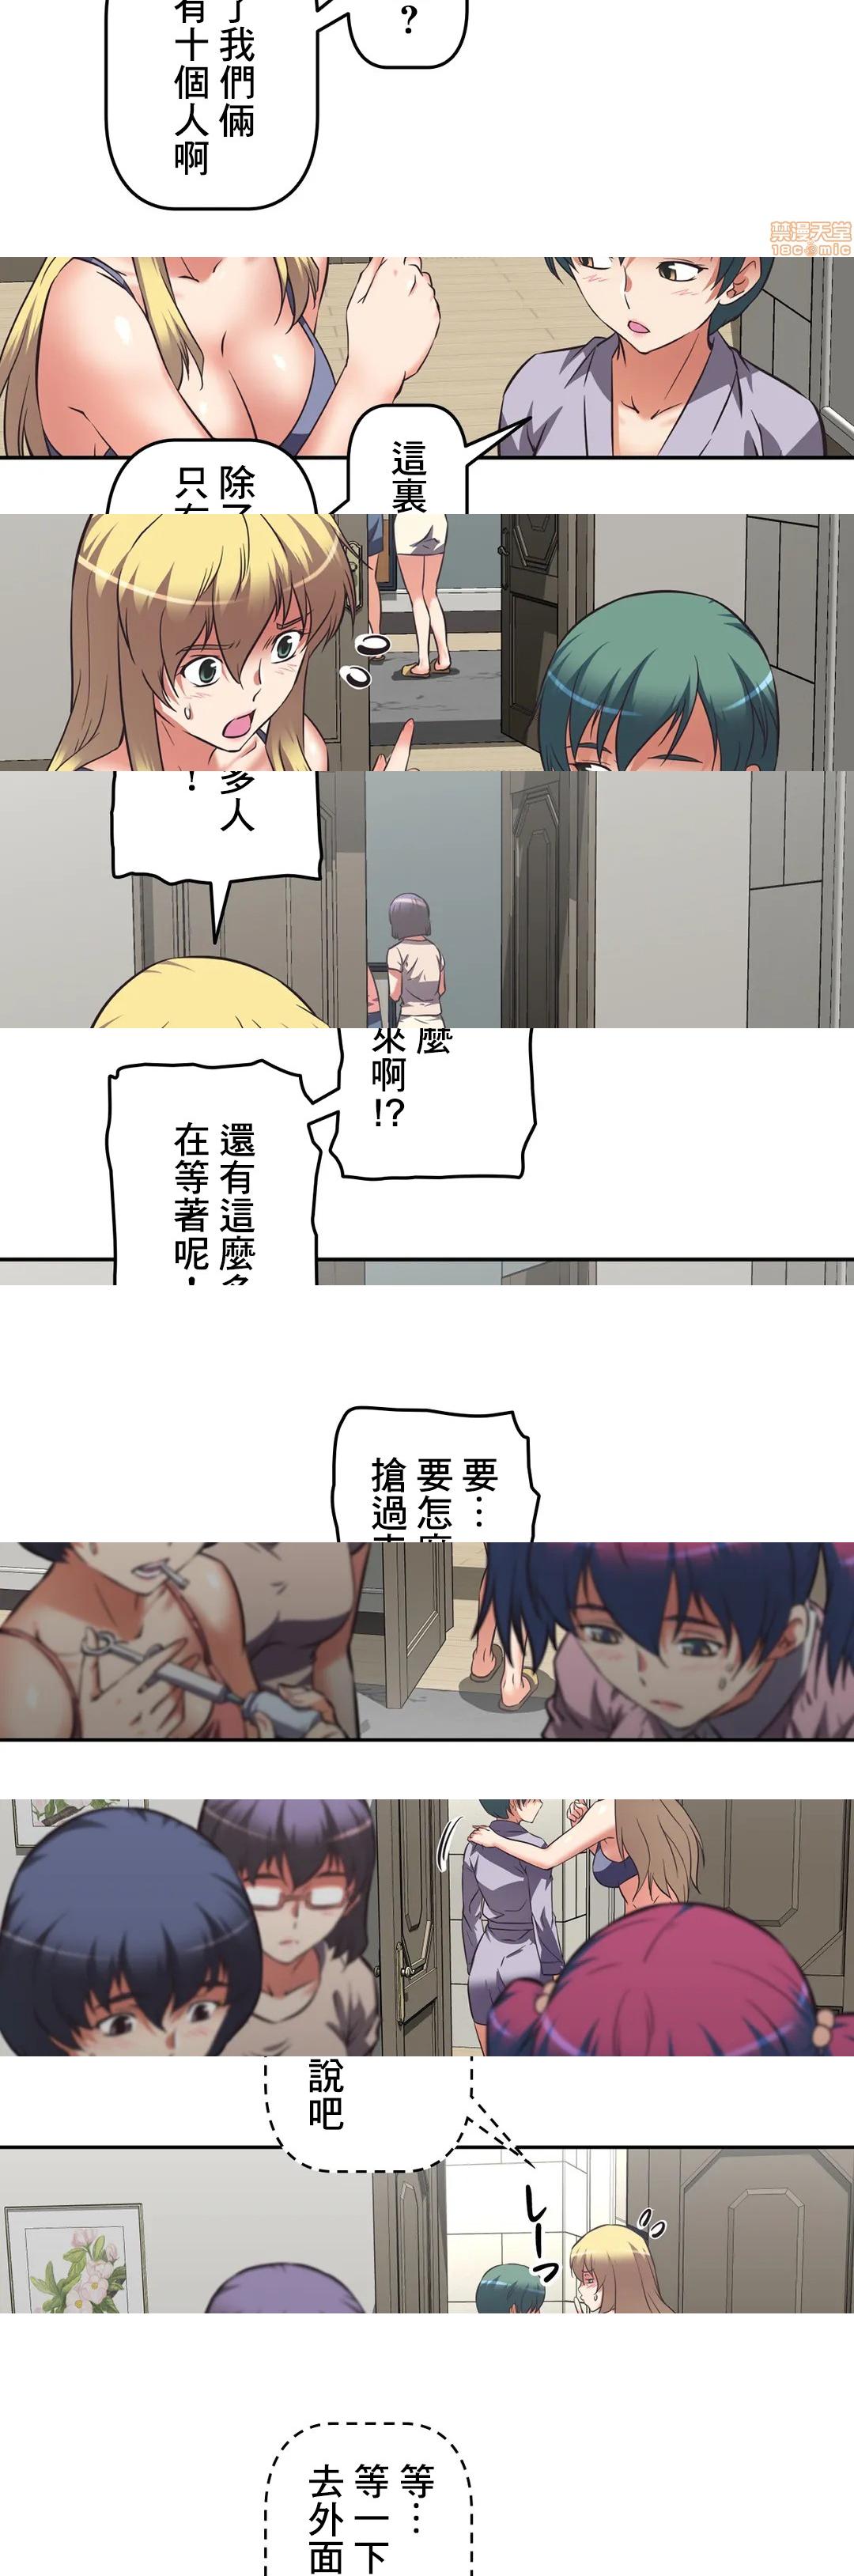 ?
了我們倆
有十個人啊
禁漫天堂
18comic
這裏
除了
只有
多人
麼
來啊!?
還有這麼多
在等著呢!
要…
要怎麼
搶過來
說吧
しーっ
等…
等一下
去外面